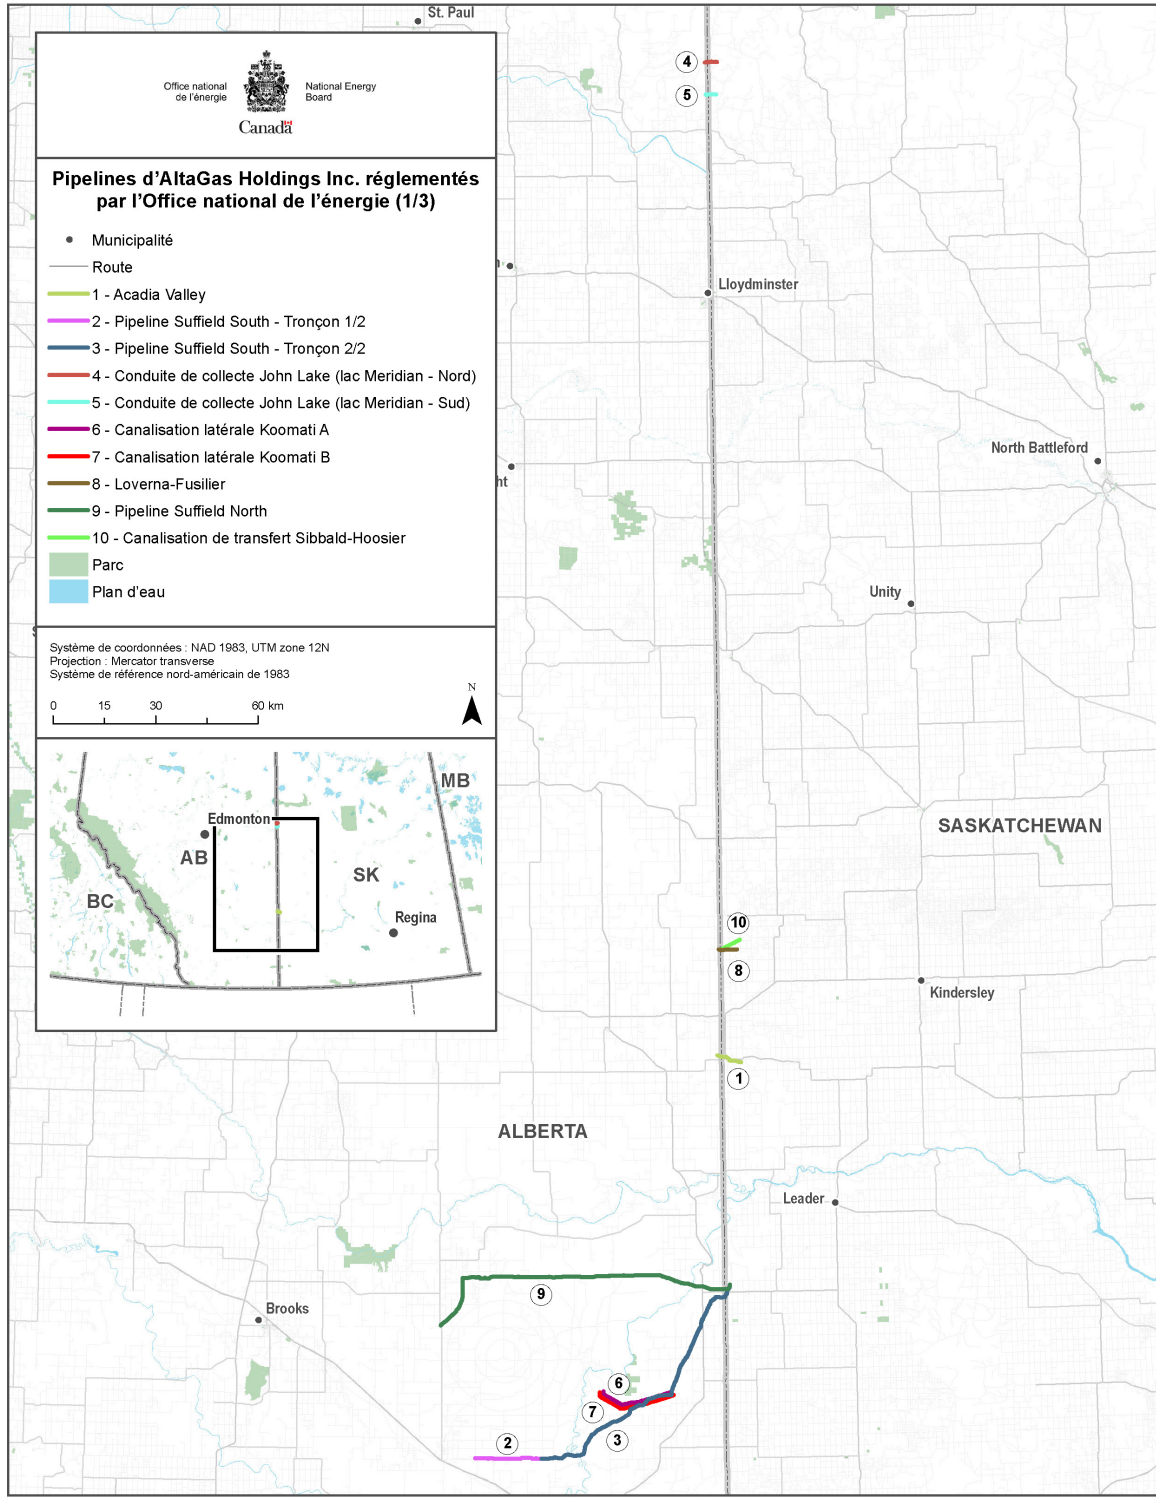 St. Paul
Office national
de l'énergie
National Energy
Board
Canada
Pipelines d'AltaGas Holdings Inc. réglementés
par l'Office national de l'énergie (1/3)
Municipalité
Route
1 - Acadia Valley
2 - Pipeline Suffield South - Tronçon 1/2
3 - Pipeline Suffield South - Tronçon 2/2
4 - Conduite de collecte John Lake (lac Meridian - Nord)
5 - Conduite de collecte John Lake (lac Meridian - Sud)
6 - Canalisation latérale Koomati A
7 - Canalisation latérale Koomati B
8 - Loverna-Fusilier
9 - Pipeline Suffield North
10 - Canalisation de transfert Sibbald-Hoosier
Parc
Plan d'eau
Système de coordonnées : NAD 1983, UTM zone 12N
Projection : Mercator transverse
Système de référence nord-américain de 1983
N
0 15 30 60 km
MB
Edmonton
AB
SK
BC
Regina
4
5
Lloydminster
North Battleford
ht
Unity
SASKATCHEWAN
10
8
Kindersley
1
ALBERTA
Leader
9
Brooks
6
7
3
2